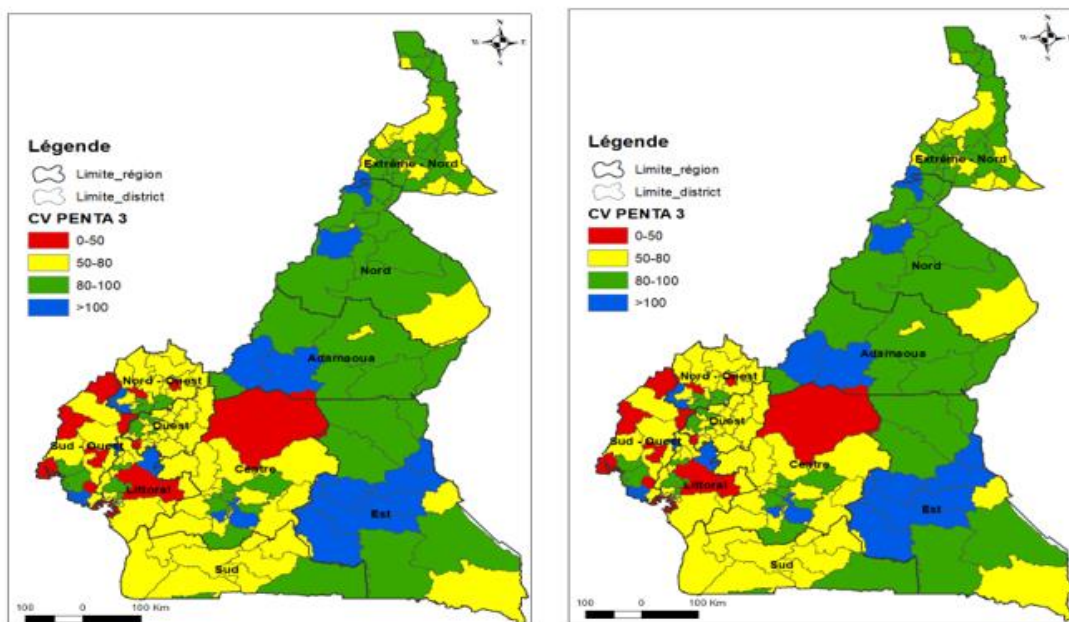 N
W E
S
Légende
Limite_région
Limite_district
CV PENTA 3
0-50
50-80
80-100
>100
Extrême - Nord
Nord
Adamaoua
Nord - Ouest
Ouest
Sud - Ouest
Centre
Littoral
Est
Sud
100 0 100 Km
N
W E
S
Légende
Limite_région
Limite_district
CV PENTA 3
0-50
50-80
80-100
>100
Extrême - Nord
Nord
Adamaoua
Nord - Ouest
Ouest
Sud - Ouest
Centre
Littoral
Est
Sud
100 0 100 Km